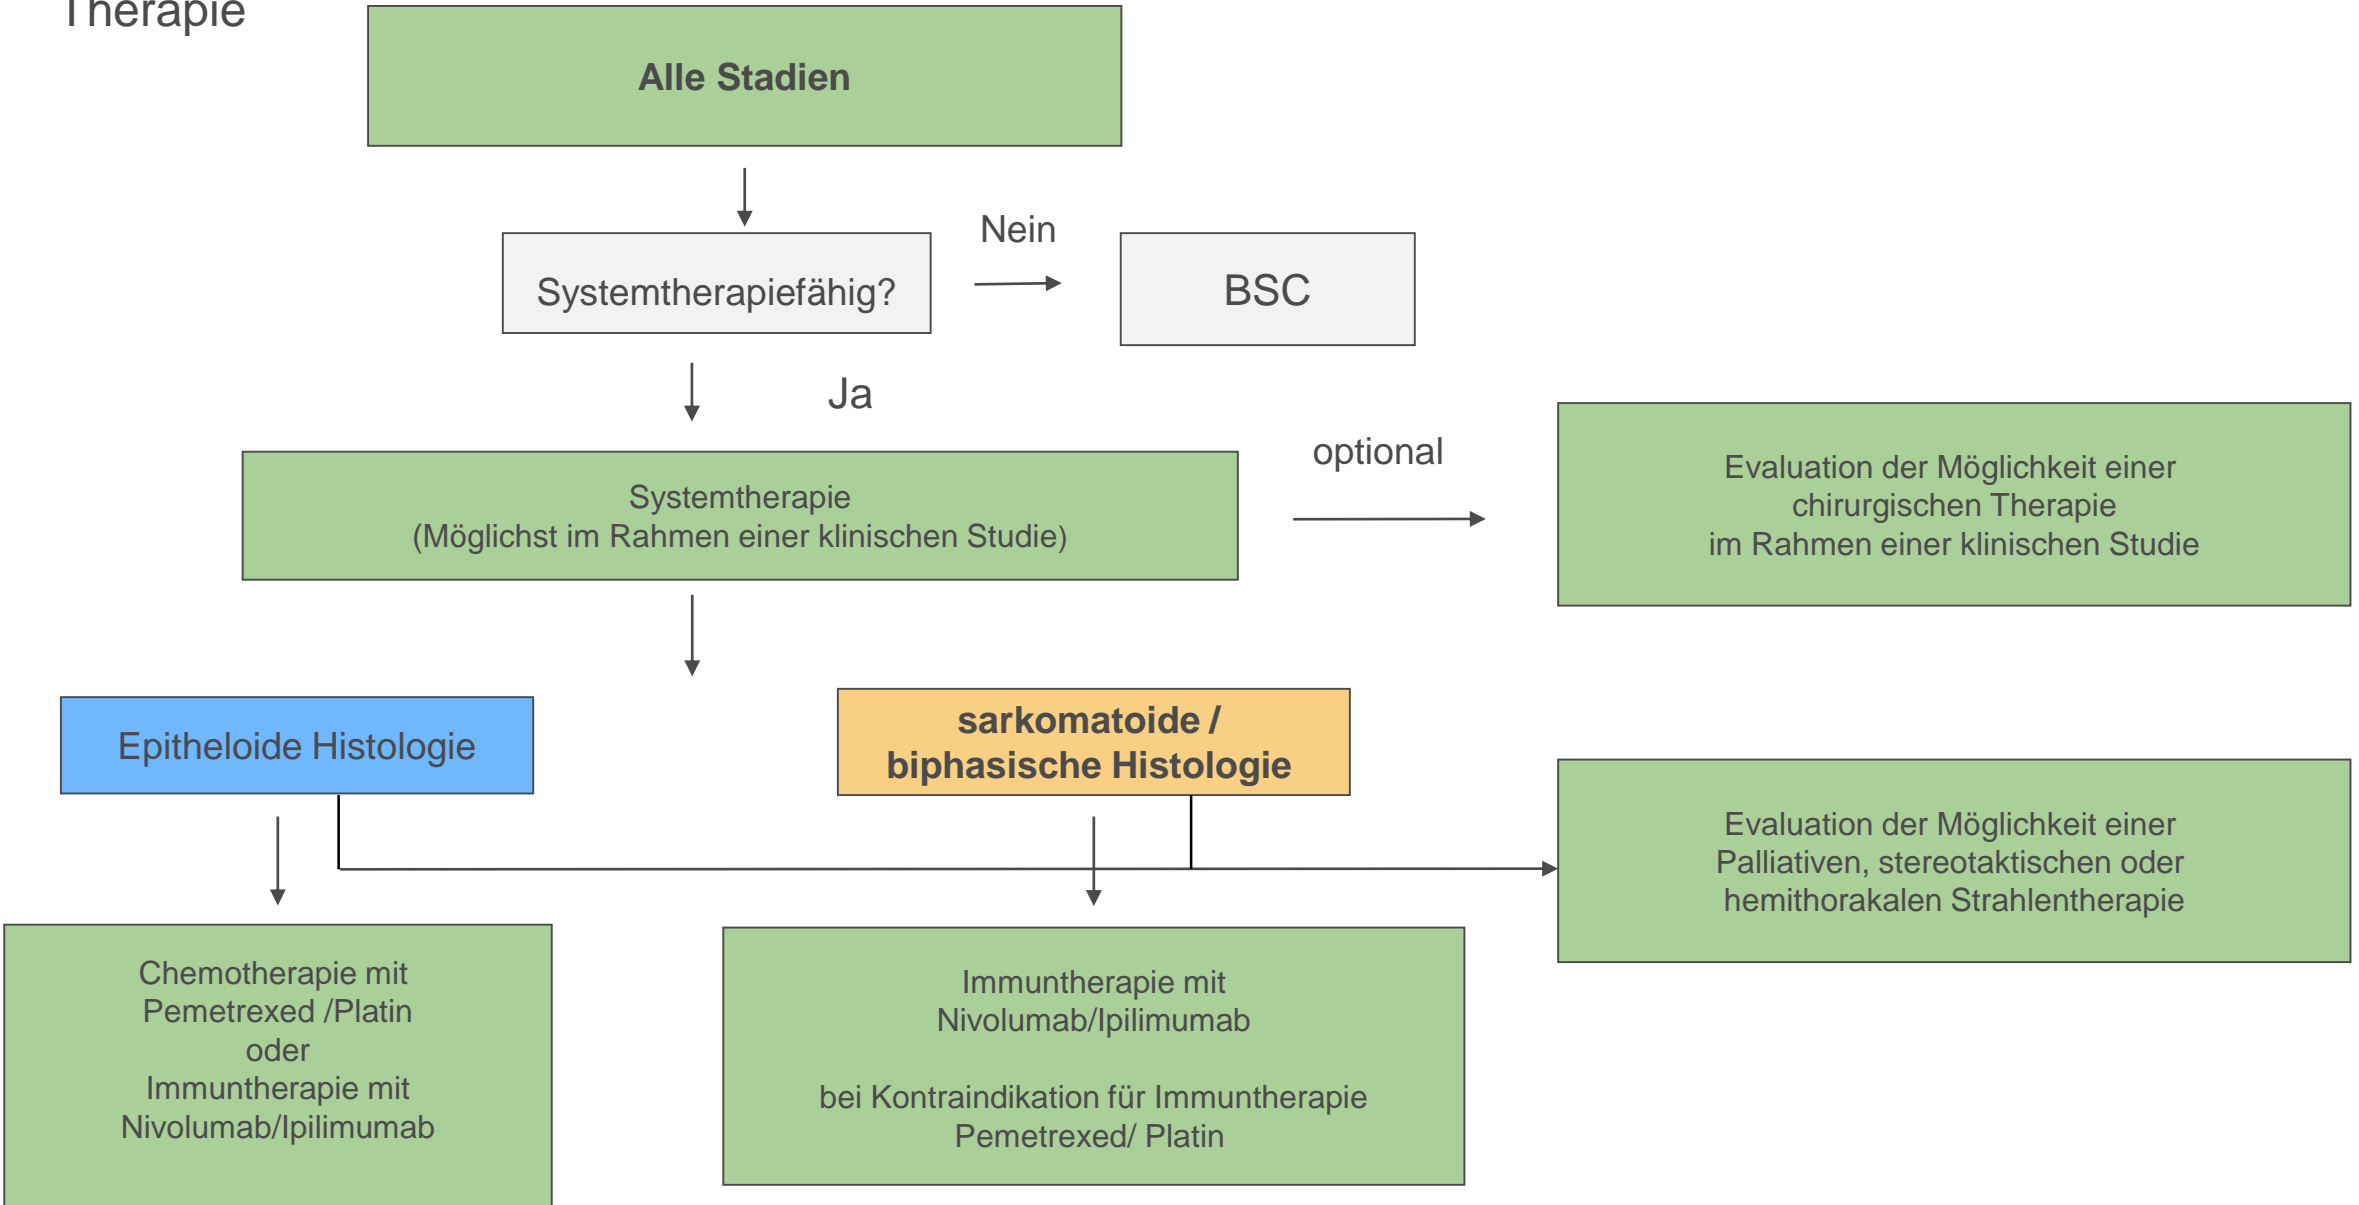 Therapie
Alle Stadien
Systemtherapiefähig?
Nein
BSC
Ja
Systemtherapie
(Möglichst im Rahmen einer klinischen Studie)
optional
Evaluation der Möglichkeit einer
chirurgischen Therapie
im Rahmen einer klinischen Studie
Epitheloide Histologie
sarkomatoide /
biphasische Histologie
Evaluation der Möglichkeit einer
Palliativen, stereotaktischen oder
hemithorakalen Strahlentherapie
Chemotherapie mit
Pemetrexed /Platin
oder
Immuntherapie mit
Nivolumab/Ipilimumab
Immuntherapie mit
Nivolumab/Ipilimumab
bei Kontraindikation für Immuntherapie
Pemetrexed/ Platin